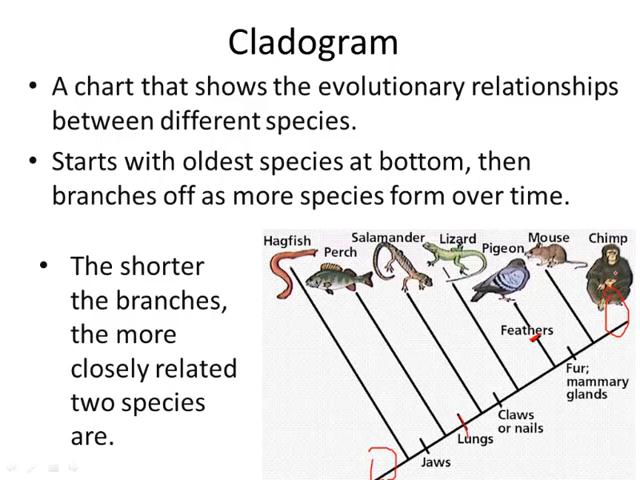 Cladogram
• A chart that shows the evolutionary relationships
between different species.
• Starts with oldest species at bottom, then
branches off as more species form over time.
• The shorter
the branches,
the more
closely related
two species
are.
Hagfish
Perch
Salamander
Lizard
Pigeon
Mouse
Chimp
Feathers
Fur;
mammary
glands
Claws
or nails
Lungs
Jaws